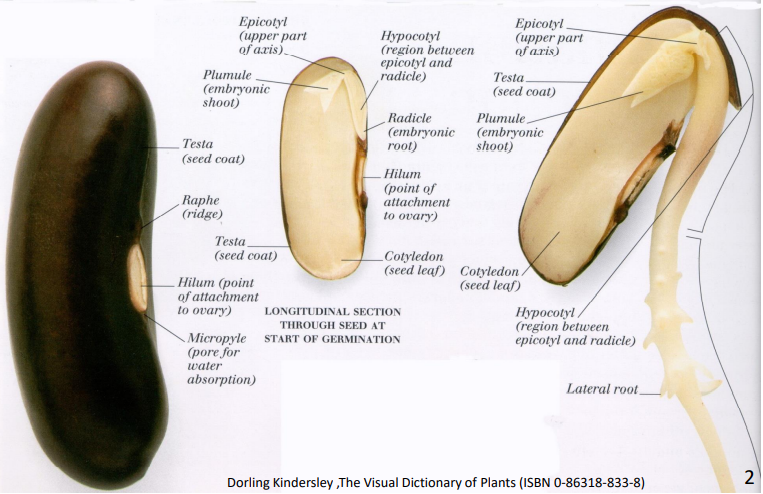 Testa
(seed coat)
Raphe
(ridge)
Hilum (point
of attachment
to ovary)
Micropyle
(pore for
water
absorption)
Epicotyl
(upper part
of axis)
Plumule
(embryonic
shoot)
Testa
(seed coat)
Hypocotyl
(region between
epicotyl and
radicle)
Radicle
(embryonic
root)
Hilum
(point of
attachment
to ovary)
Cotyledon
(seed leaf)
LONGITUDINAL SECTION
THROUGH SEED AT
START OF GERMINATION
Epicotyl
(upper part
of axis)
Testa
(seed coat)
Plumule
(embryonic
shoot)
Cotyledon
(seed leaf)
Hypocotyl
(region between
epicotyl and radicle)
Lateral root
Dorling Kindersley ,The Visual Dictionary of Plants (ISBN 0-86318-833-8)
2